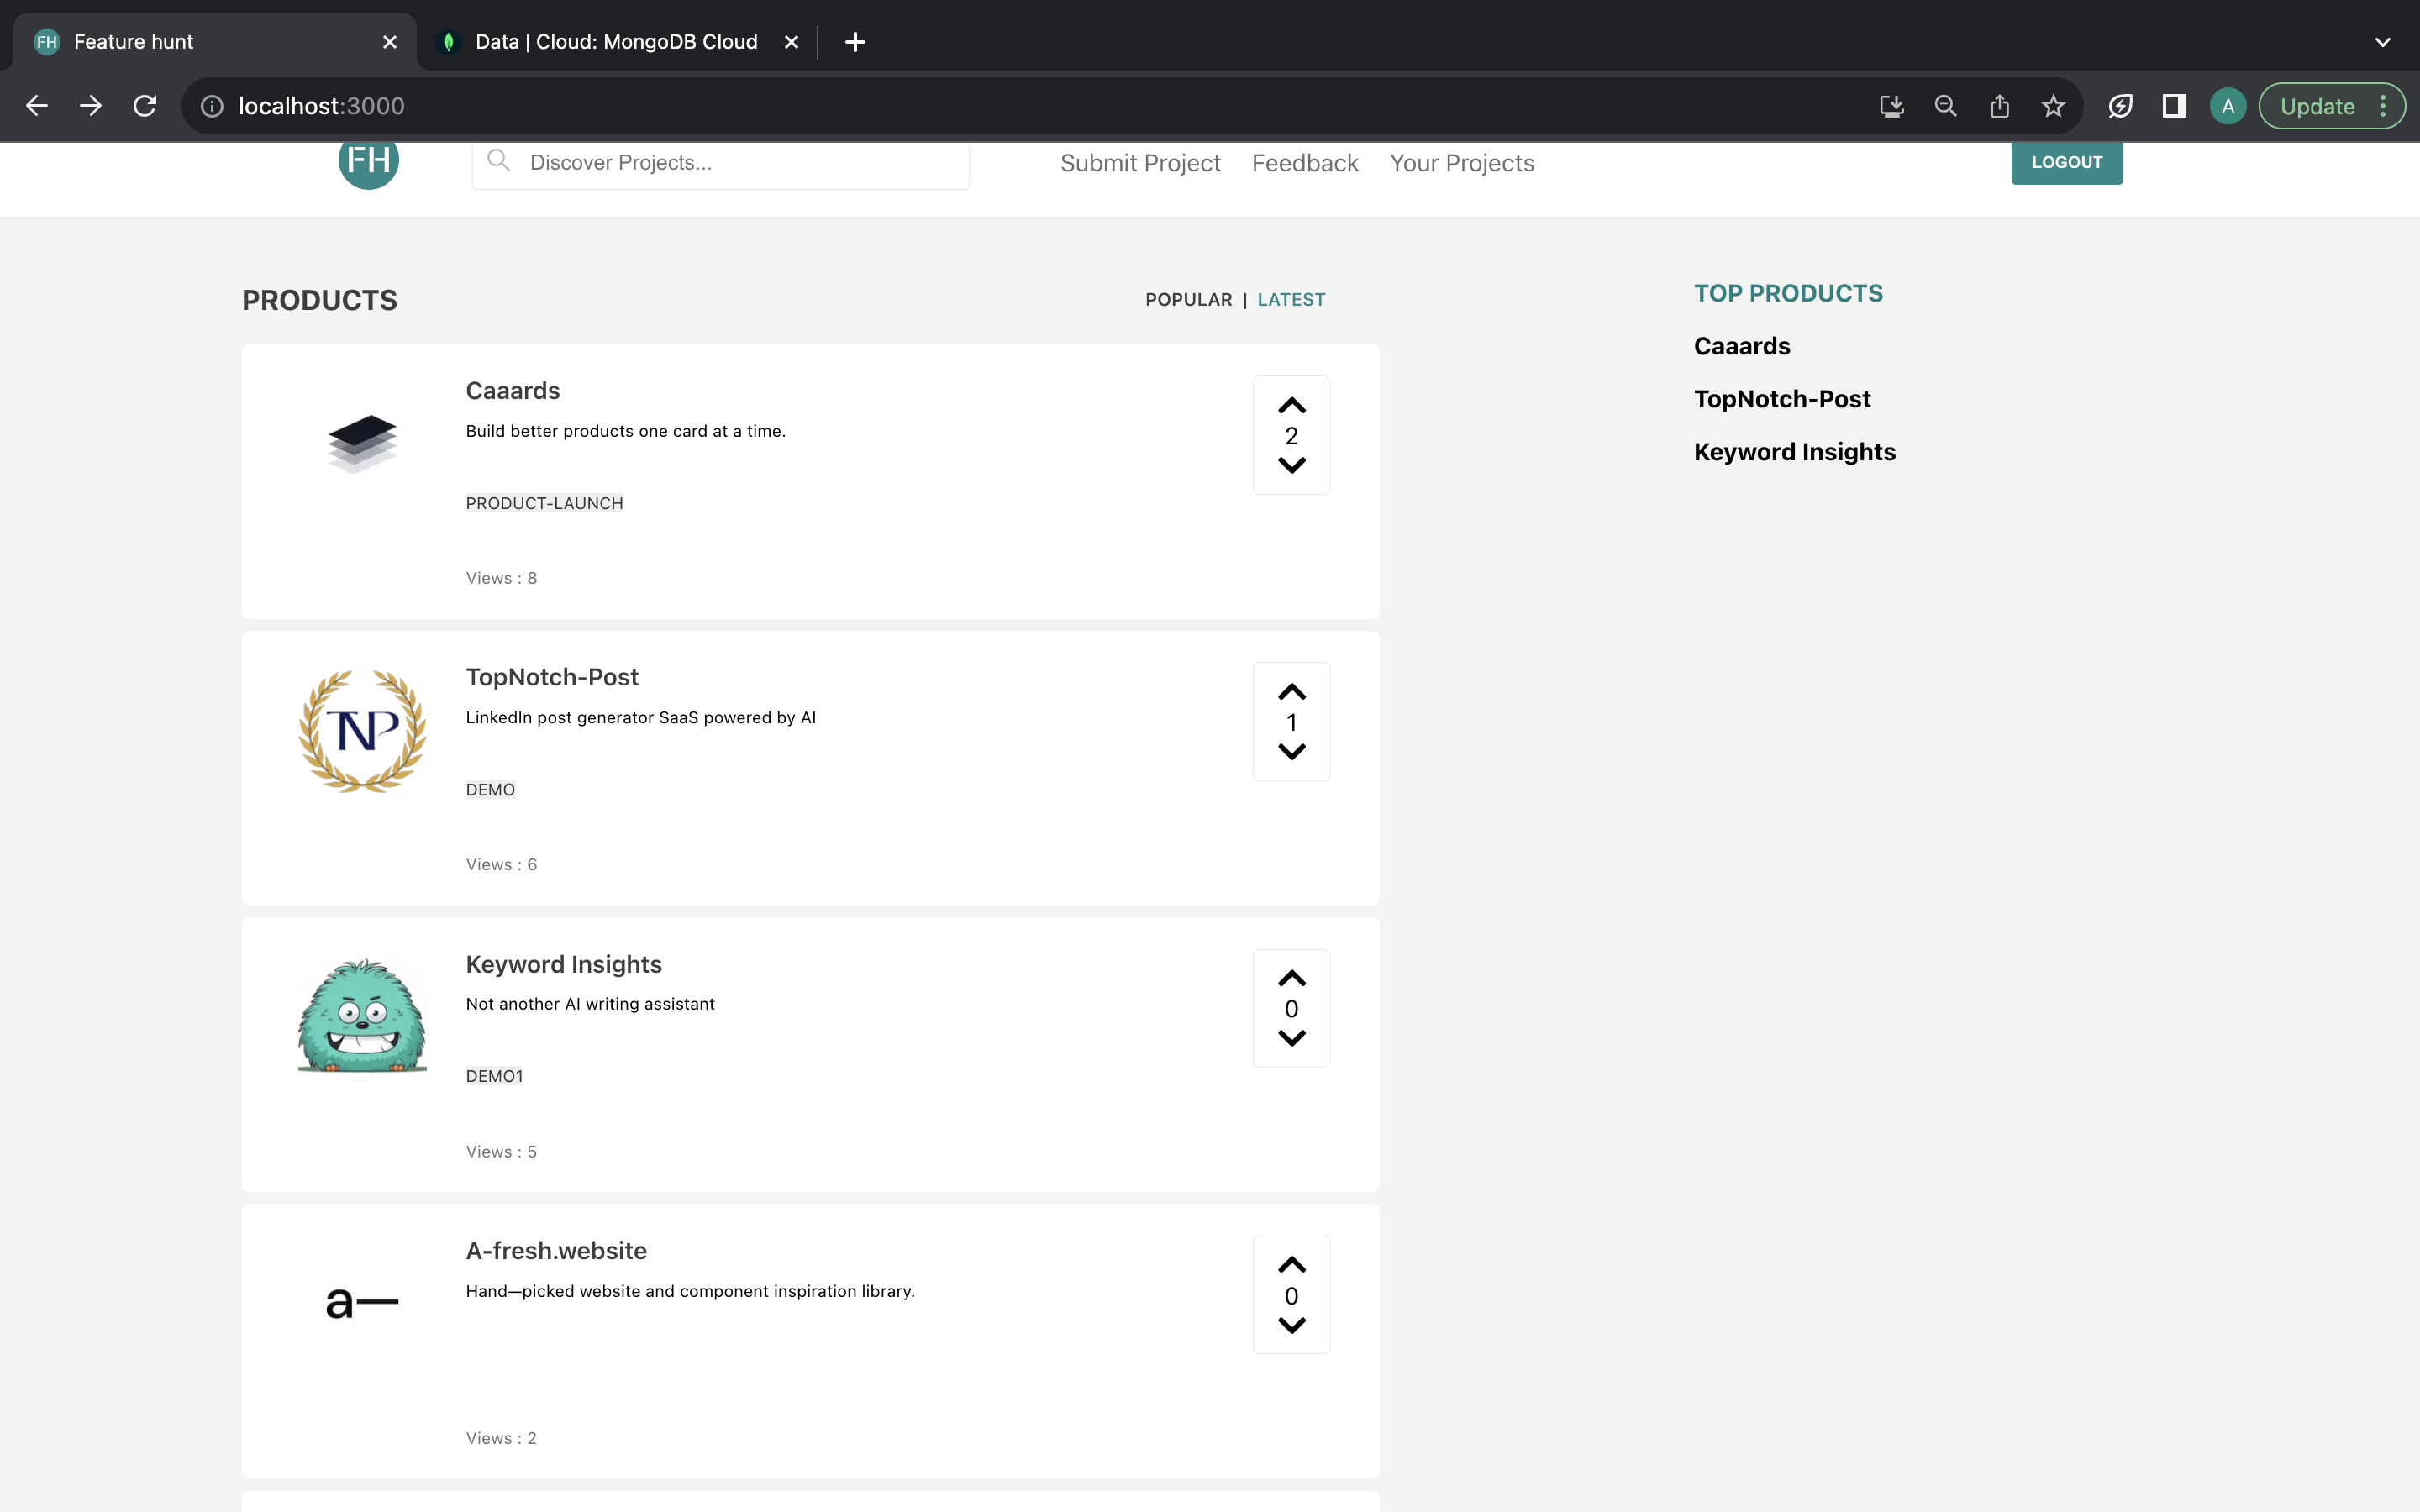 FH Feature hunt
Data | Cloud: MongoDB Cloud
localhost:3000
A
Update
FH
Discover Projects...
Submit Project
Feedback
Your Projects
LOGOUT
PRODUCTS
POPULAR | LATEST
Caaards
Build better products one card at a time.
PRODUCT-LAUNCH
Views : 8
2
TNP
TopNotch-Post
LinkedIn post generator SaaS powered by AI
DEMO
Views : 6
1
Keyword Insights
Not another AI writing assistant
DEMO1
Views : 5
0
a—
A-fresh.website
Hand—picked website and component inspiration library.
Views : 2
0
TOP PRODUCTS
Caaards
TopNotch-Post
Keyword Insights